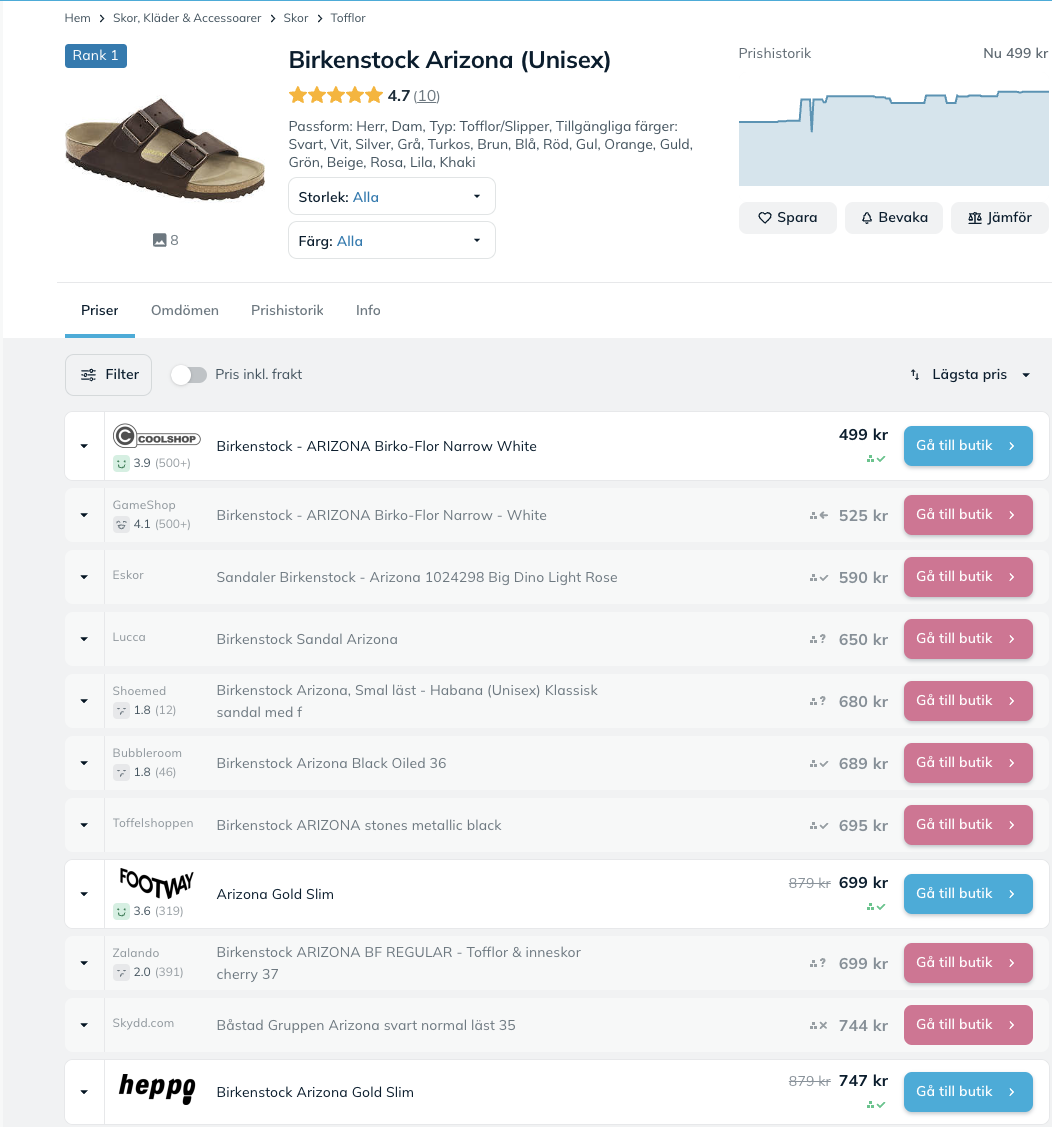 Hem > Skor, Kläder & Accessoarer > Skor > Tofflor
Rank 1
Birkenstock Arizona (Unisex)
4.7 (10)
Passform: Herr, Dam, Typ: Tofflor/Slipper, Tillgängliga färger:
Svart, Vit, Silver, Grå, Turkos, Brun, Blå, Röd, Gul, Orange, Guld,
Grön, Beige, Rosa, Lila, Khaki
Storlek: Alla
Färg: Alla
8
Prishistorik Nu 499 kr
Spara Bevaka Jämför
Priser Omdömen Prishistorik Info
Filter Pris inkl. frakt Lägsta pris
COOLSHOP
3.9 (500+)
Birkenstock - ARIZONA Birko-Flor Narrow White
499 kr
Gå till butik
GameShop
4.1 (500+)
Birkenstock - ARIZONA Birko-Flor Narrow - White
525 kr
Gå till butik
Eskor
Sandaler Birkenstock - Arizona 1024298 Big Dino Light Rose
590 kr
Gå till butik
Lucca
Birkenstock Sandal Arizona
650 kr
Gå till butik
Shoemed
1.8 (12)
Birkenstock Arizona, Smal läst - Habana (Unisex) Klassisk
sandal med f
680 kr
Gå till butik
Bubbleroom
1.8 (46)
Birkenstock Arizona Black Oiled 36
689 kr
Gå till butik
Toffelshoppen
Birkenstock ARIZONA stones metallic black
695 kr
Gå till butik
FOOTWAY
3.6 (319)
Arizona Gold Slim
879 kr 699 kr
Gå till butik
Zalando
2.0 (391)
Birkenstock ARIZONA BF REGULAR - Tofflor & inneskor
cherry 37
699 kr
Gå till butik
Skydd.com
Båstad Gruppen Arizona svart normal läst 35
744 kr
Gå till butik
heppo
Birkenstock Arizona Gold Slim
879 kr 747 kr
Gå till butik